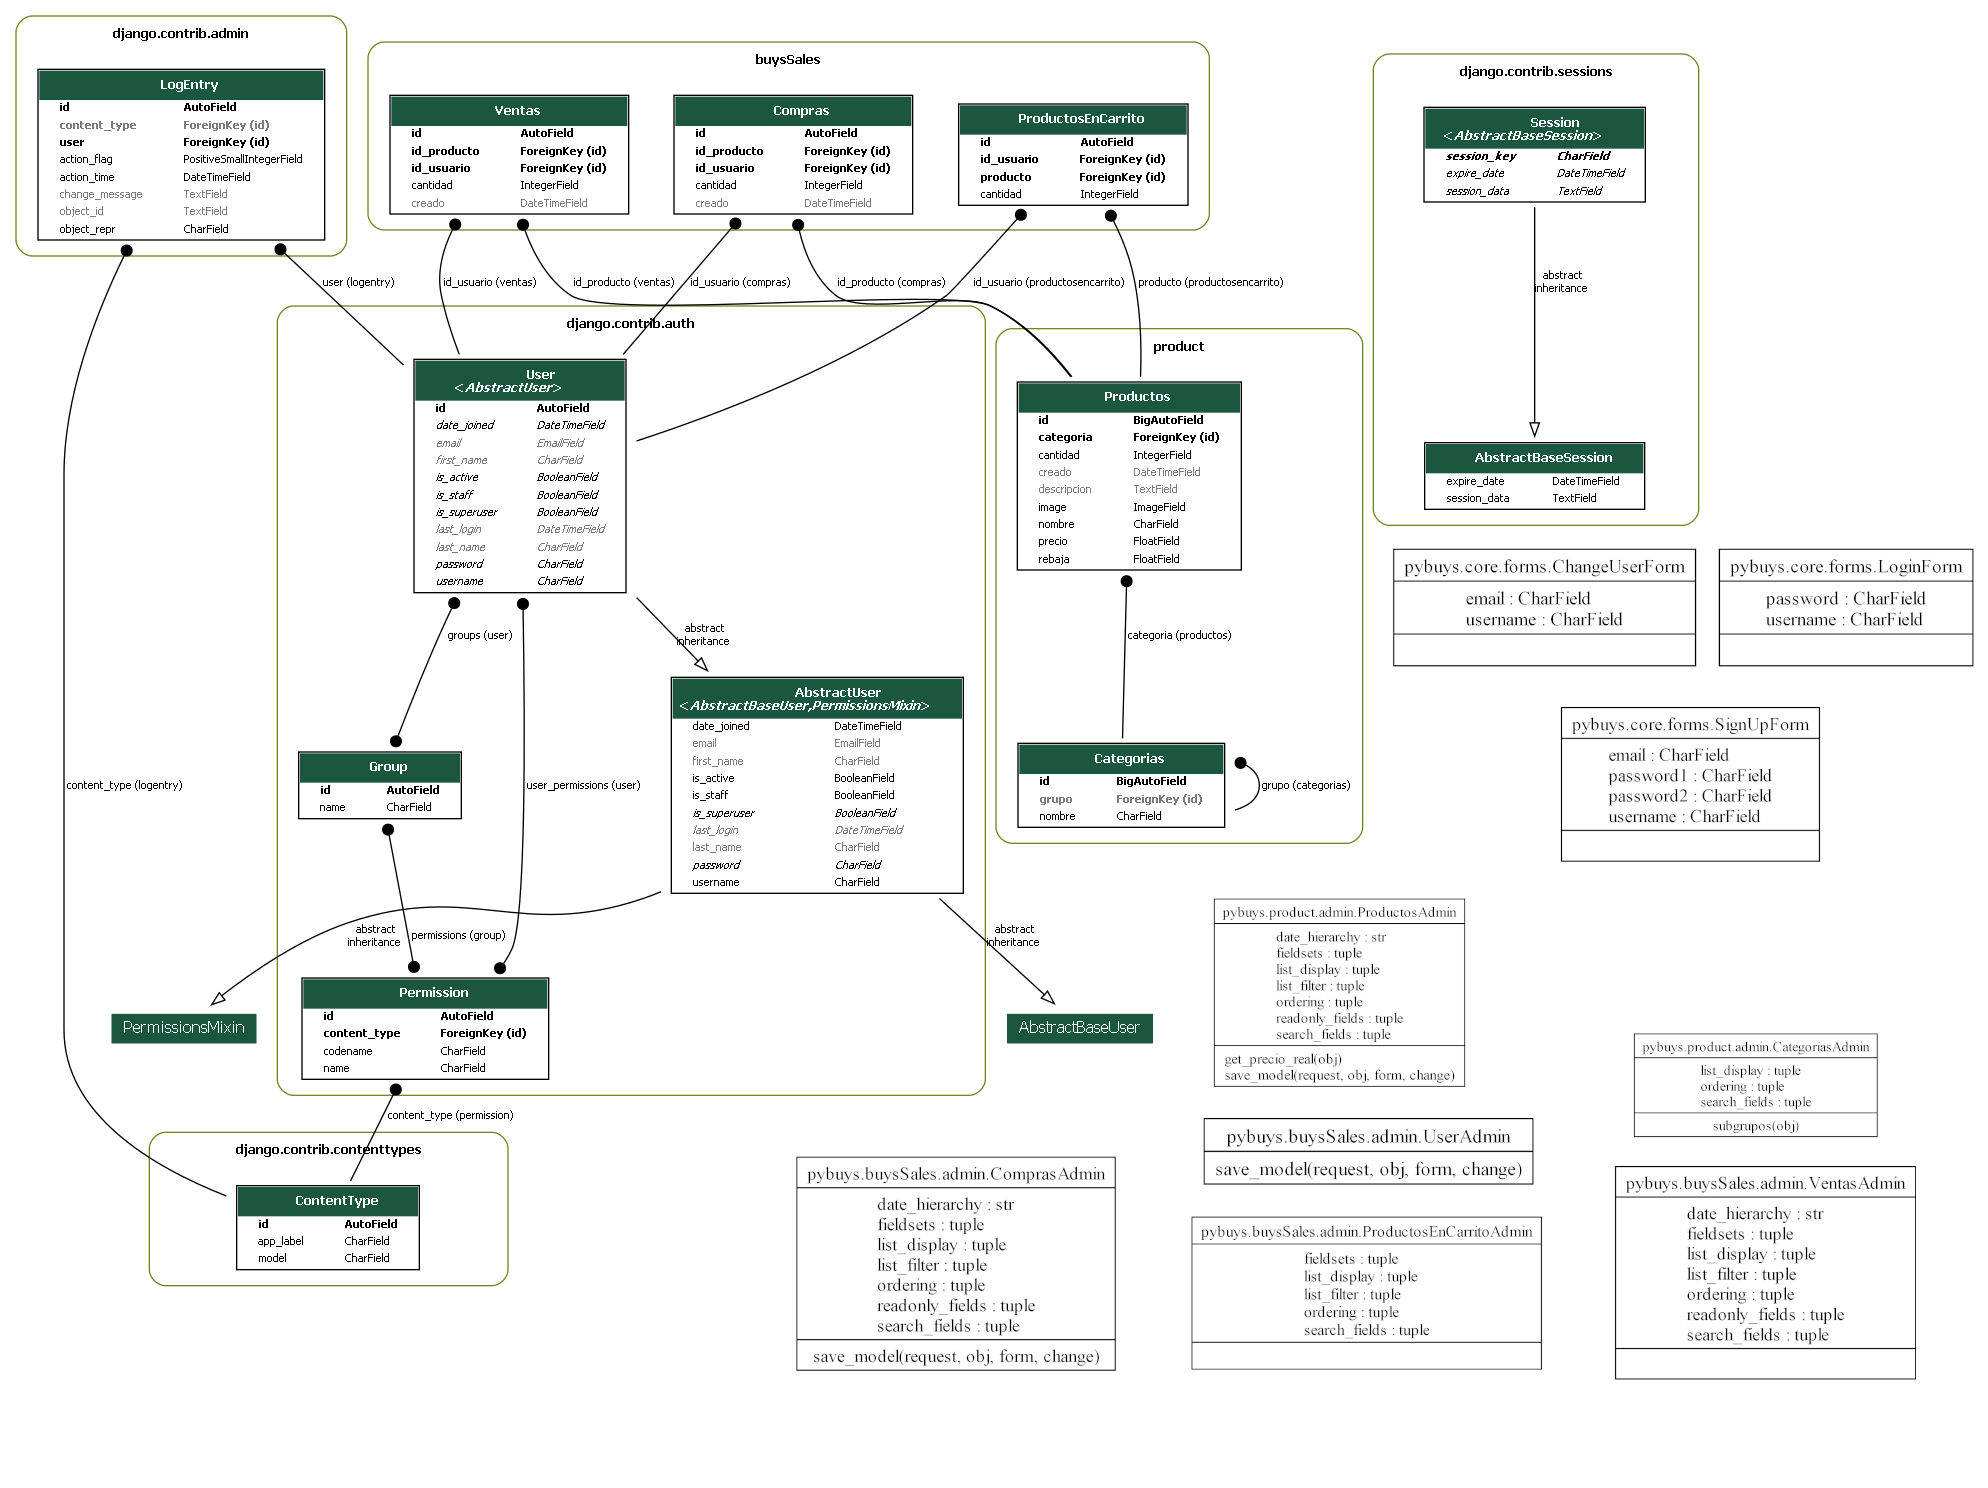 django.contrib.admin
LogEntry
id AutoField
content_type ForeignKey (id)
user ForeignKey (id)
action_flag PositiveSmallIntegerField
action_time DateTimeField
change_message TextField
object_id TextField
object_repr CharField
buysSales
Ventas
id AutoField
id_producto ForeignKey (id)
id_usuario ForeignKey (id)
cantidad IntegerField
creado DateTimeField
Compras
id AutoField
id_producto ForeignKey (id)
id_usuario ForeignKey (id)
cantidad IntegerField
creado DateTimeField
ProductosEnCarrito
id AutoField
id_usuario ForeignKey (id)
producto ForeignKey (id)
cantidad IntegerField
django.contrib.sessions
Session
<AbstractBaseSession>
session_key CharField
expire_date DateTimeField
session_data TextField
abstract
inheritance
AbstractBaseSession
expire_date DateTimeField
session_data TextField
user (logentry)
id_usuario (ventas)
id_producto (ventas)
id_usuario (compras)
id_producto (compras)
id_usuario (productosencarrito)
producto (productosencarrito)
django.contrib.auth
User
<AbstractUser>
id AutoField
date_joined DateTimeField
email EmailField
first_name CharField
is_active BooleanField
is_staff BooleanField
is_superuser BooleanField
last_login DateTimeField
last_name CharField
password CharField
username CharField
product
Productos
id BigAutoField
categoria ForeignKey (id)
cantidad IntegerField
creado DateTimeField
descripcion TextField
image ImageField
nombre CharField
precio FloatField
rebaja FloatField
categoria (productos)
Categorias
id BigAutoField
grupo ForeignKey (id)
nombre CharField
grupo (categorias)
groups (user)
abstract
inheritance
AbstractUser
<AbstractBaseUser,PermissionsMixin>
date_joined DateTimeField
email EmailField
first_name CharField
is_active BooleanField
is_staff BooleanField
is_superuser BooleanField
last_login DateTimeField
last_name CharField
password CharField
username CharField
Group
id AutoField
name CharField
content_type (logentry)
user_permissions (user)
abstract
inheritance
permissions (group)
abstract
inheritance
PermissionsMixin
Permission
id AutoField
content_type ForeignKey (id)
codename CharField
name CharField
AbstractBaseUser
content_type (permission)
django.contrib.contenttypes
ContentType
id AutoField
app_label CharField
model CharField
pybuys.core.forms.ChangeUserForm
email : CharField
username : CharField
pybuys.core.forms.LoginForm
password : CharField
username : CharField
pybuys.core.forms.SignUpForm
email : CharField
password1 : CharField
password2 : CharField
username : CharField
pybuys.product.admin.ProductosAdmin
date_hierarchy : str
fieldsets : tuple
list_display : tuple
list_filter : tuple
ordering : tuple
readonly_fields : tuple
search_fields : tuple
get_precio_real(obj)
save_model(request, obj, form, change)
pybuys.product.admin.CategoriasAdmin
list_display : tuple
ordering : tuple
search_fields : tuple
subgrupos(obj)
pybuys.buysSales.admin.UserAdmin
save_model(request, obj, form, change)
pybuys.buysSales.admin.ComprasAdmin
date_hierarchy : str
fieldsets : tuple
list_display : tuple
list_filter : tuple
ordering : tuple
readonly_fields : tuple
search_fields : tuple
save_model(request, obj, form, change)
pybuys.buysSales.admin.ProductosEnCarritoAdmin
fieldsets : tuple
list_display : tuple
list_filter : tuple
ordering : tuple
search_fields : tuple
pybuys.buysSales.admin.VentasAdmin
date_hierarchy : str
fieldsets : tuple
list_display : tuple
list_filter : tuple
ordering : tuple
readonly_fields : tuple
search_fields : tuple